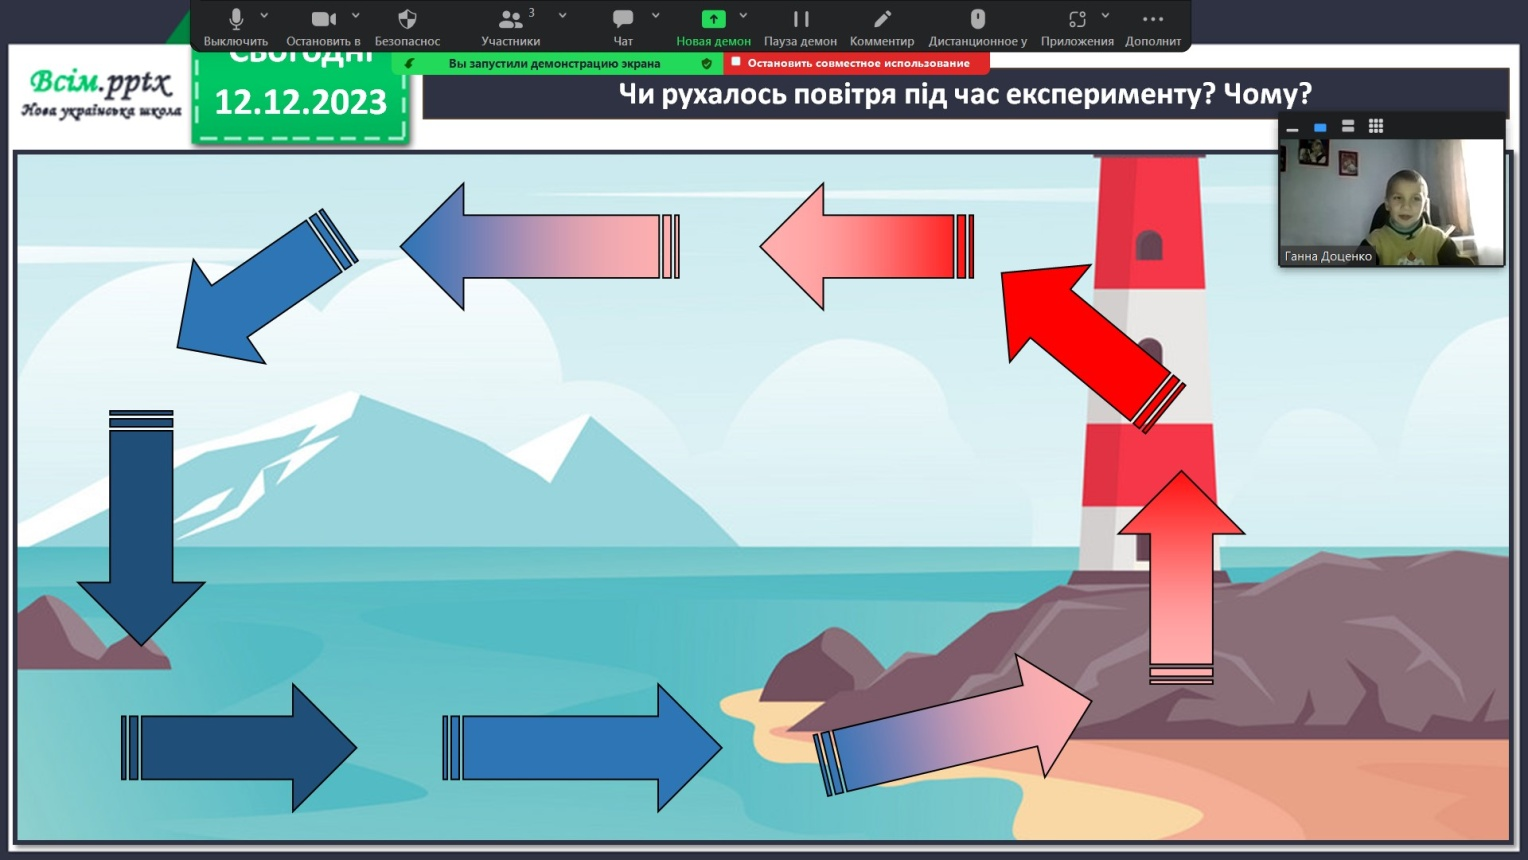 3
Выключить
Остановить в
Безопаснос
Участники
Чат
Новая демон
Пауза демон
Комментир
Дистанционное у
Приложения
Дополнит
Вы запустили демонстрацию экрана
Остановить совместное использование
Всім.pptx
Нова українська школа
Сьогодні
12.12.2023
Чи рухалось повітря під час експерименту? Чому?
Ганна Доценко